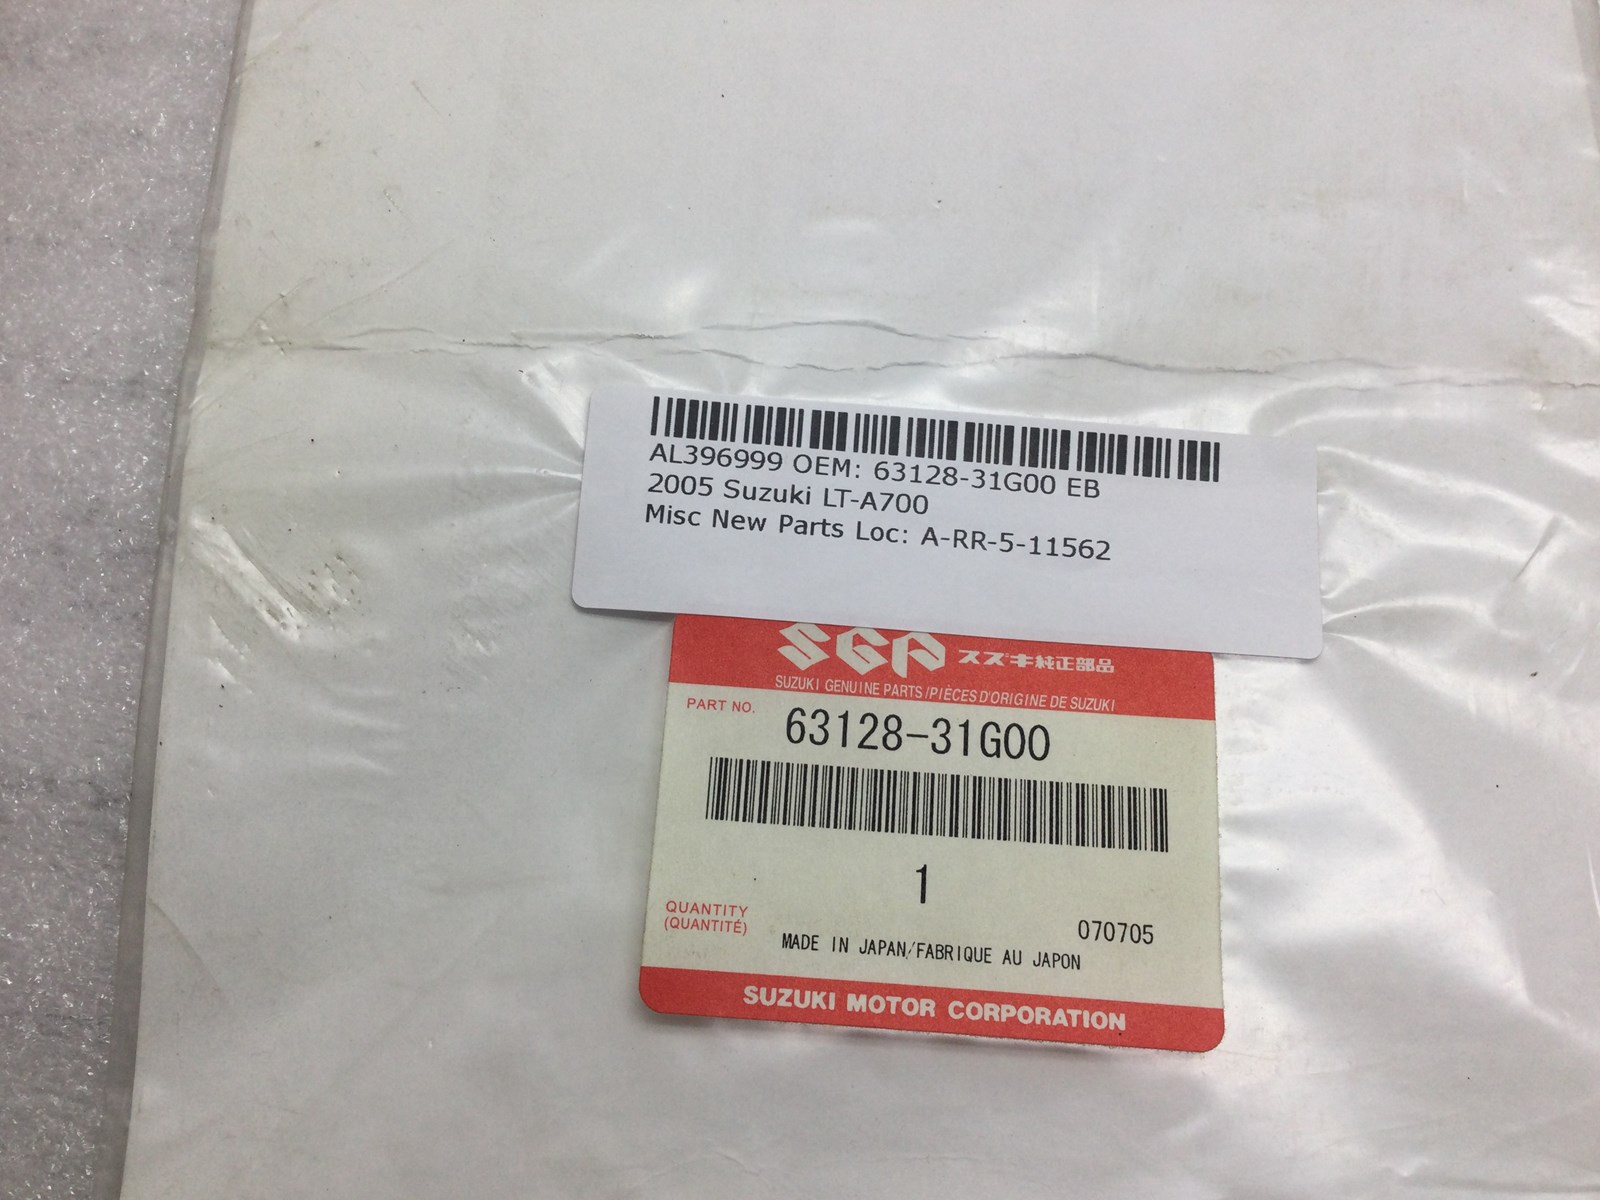 AL396999 OEM: 63128-31G00 EB
2005 Suzuki LT-A700
Misc New Parts Loc: A-RR-5-11562
SGP スズキ純正部品
SUZUKI GENUINE PARTS/PIÈCES D'ORIGINE DE SUZUKI
PART NO. 63128-31G00
1
QUANTITY
(QUANTITÉ)
070705
MADE IN JAPAN/FABRIQUE AU JAPON
SUZUKI MOTOR CORPORATION